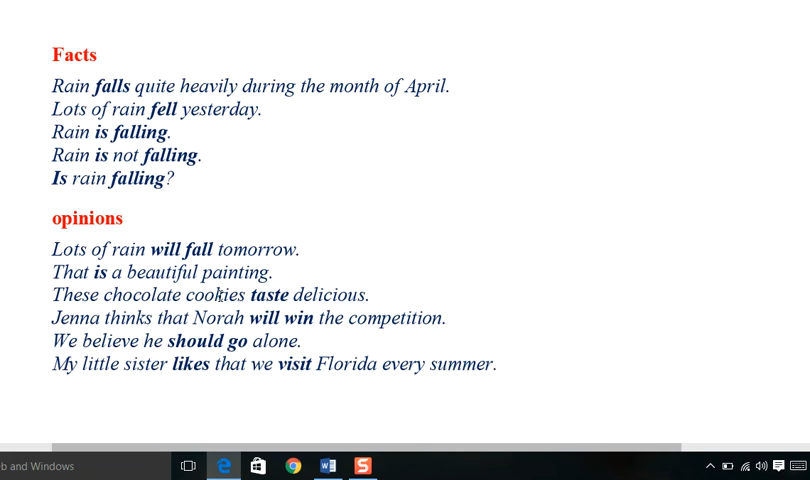 Facts
Rain falls quite heavily during the month of April.
Lots of rain fell yesterday.
Rain is falling.
Rain is not falling.
Is rain falling?
opinions
Lots of rain will fall tomorrow.
That is a beautiful painting.
These chocolate cookies taste delicious.
Jenna thinks that Norah will win the competition.
We believe he should go alone.
My little sister likes that we visit Florida every summer.
b and Windows